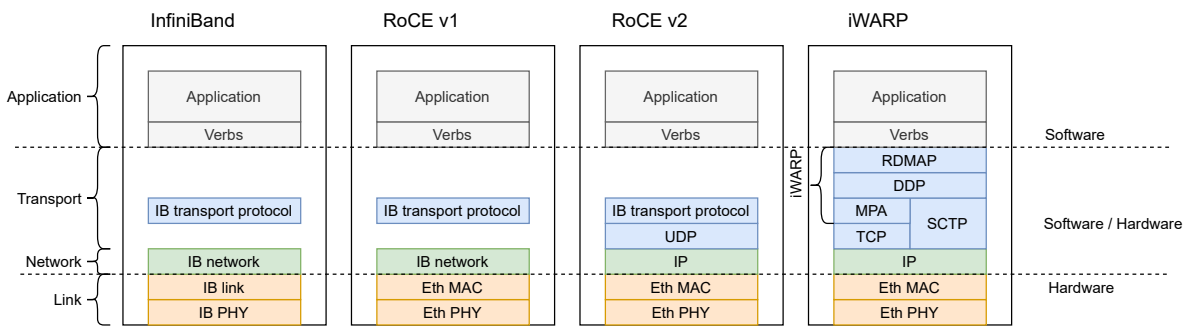 InfiniBand
RoCE v1
RoCE v2
iWARP
Application
Application
Application
Application
Application
Verbs
Verbs
Verbs
Verbs
Software
iWARP
RDMAP
DDP
Transport
IB transport protocol
IB transport protocol
IB transport protocol
MPA
SCTP
UDP
TCP
Software / Hardware
Network
IB network
IB network
IP
IP
Link
IB link
Eth MAC
Eth MAC
Eth MAC
Hardware
IB PHY
Eth PHY
Eth PHY
Eth PHY